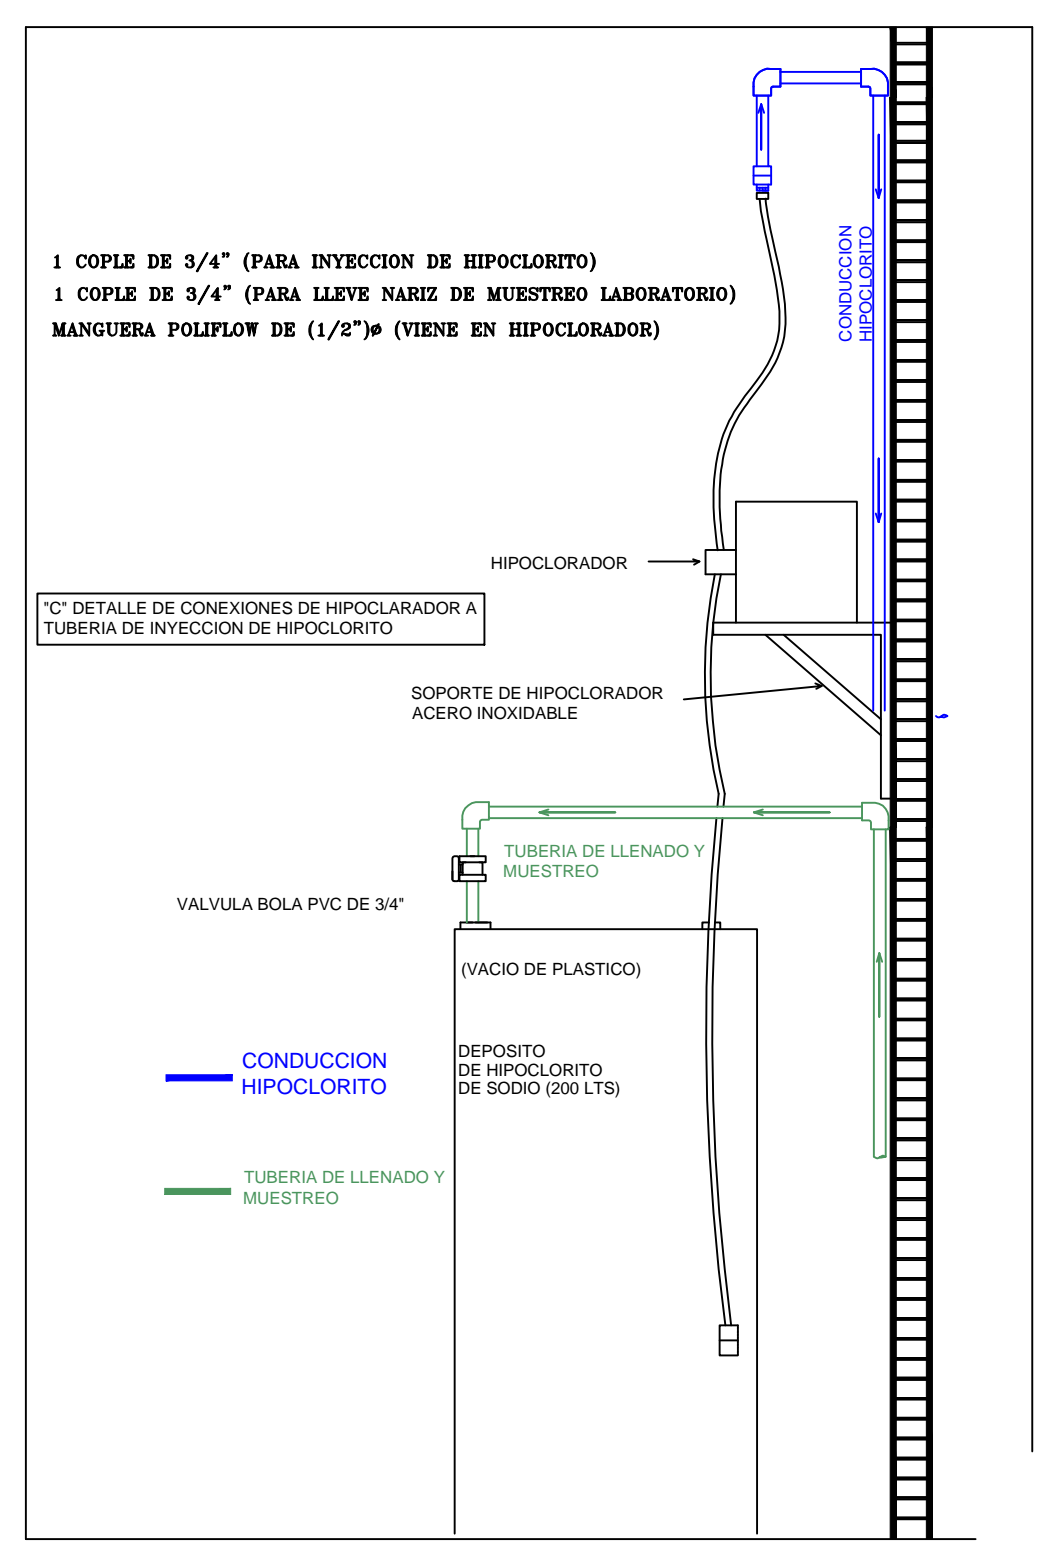 1 COPLE DE 3/4" (PARA INYECCION DE HIPOCLORITO)
1 COPLE DE 3/4" (PARA LLEVE NARIZ DE MUESTREO LABORATORIO)
MANGUERA POLIFLOW DE (1/2")ø (VIENE EN HIPOCLORADOR)
CONDUCCION
HIPOCLORITO
HIPOCLORADOR
"C" DETALLE DE CONEXIONES DE HIPOCLARADOR A
TUBERIA DE INYECCION DE HIPOCLORITO
SOPORTE DE HIPOCLORADOR
ACERO INOXIDABLE
TUBERIA DE LLENADO Y
MUESTREO
VALVULA BOLA PVC DE 3/4"
(VACIO DE PLASTICO)
DEPOSITO
DE HIPOCLORITO
DE SODIO (200 LTS)
CONDUCCION
HIPOCLORITO
TUBERIA DE LLENADO Y
MUESTREO